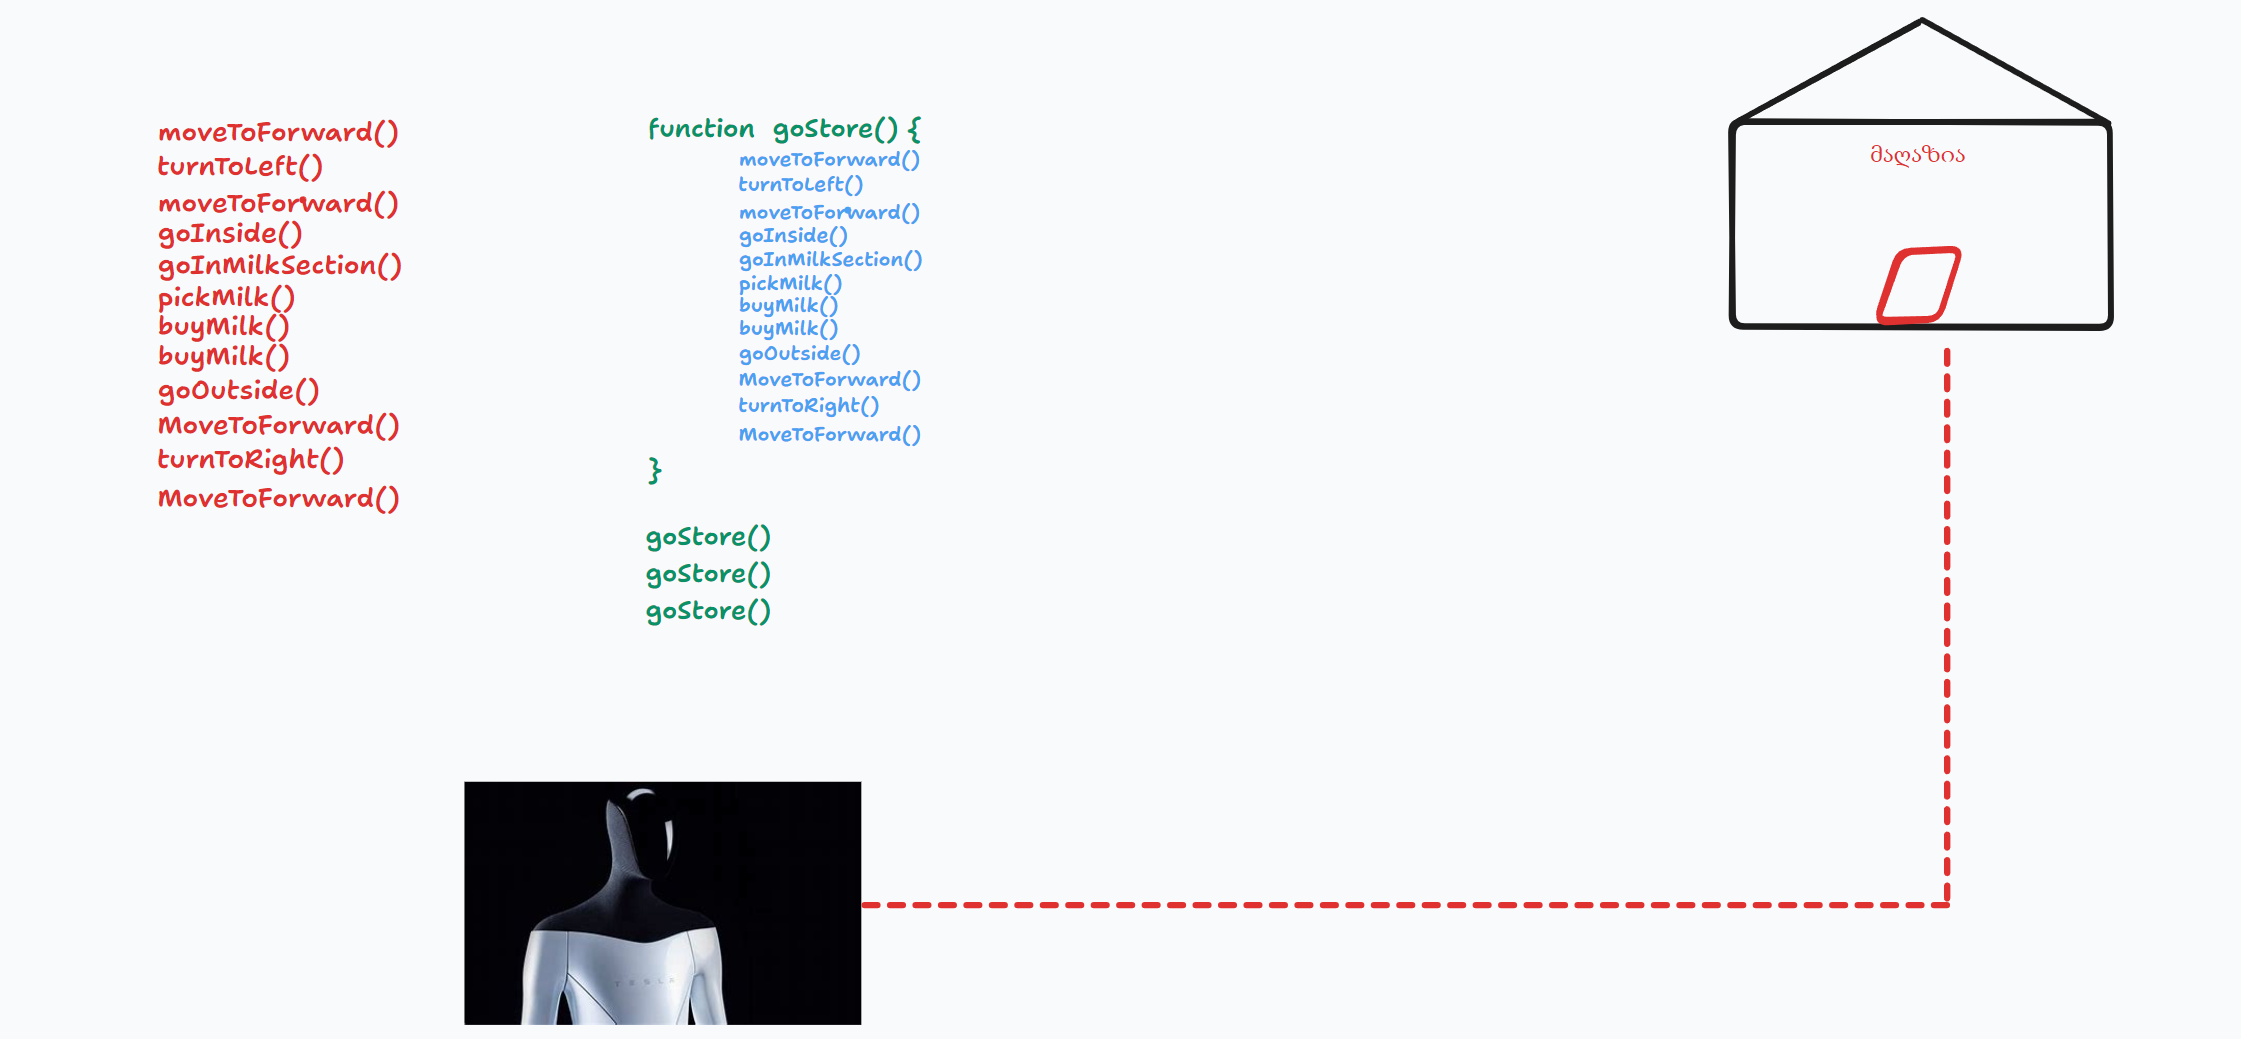 moveToForward()
turnToLeft()
moveToForward()
goInside()
goInMilkSection()
pickMilk()
buyMilk()
buyMilk()
goOutside()
MoveToForward()
turnToRight()
MoveToForward()
function goStore() {
moveToForward()
turnToLeft()
moveToForward()
goInside()
goInMilkSection()
pickMilk()
buyMilk()
buyMilk()
goOutside()
MoveToForward()
turnToRight()
MoveToForward()
}
goStore()
goStore()
goStore()
მაღაზია
TESLA